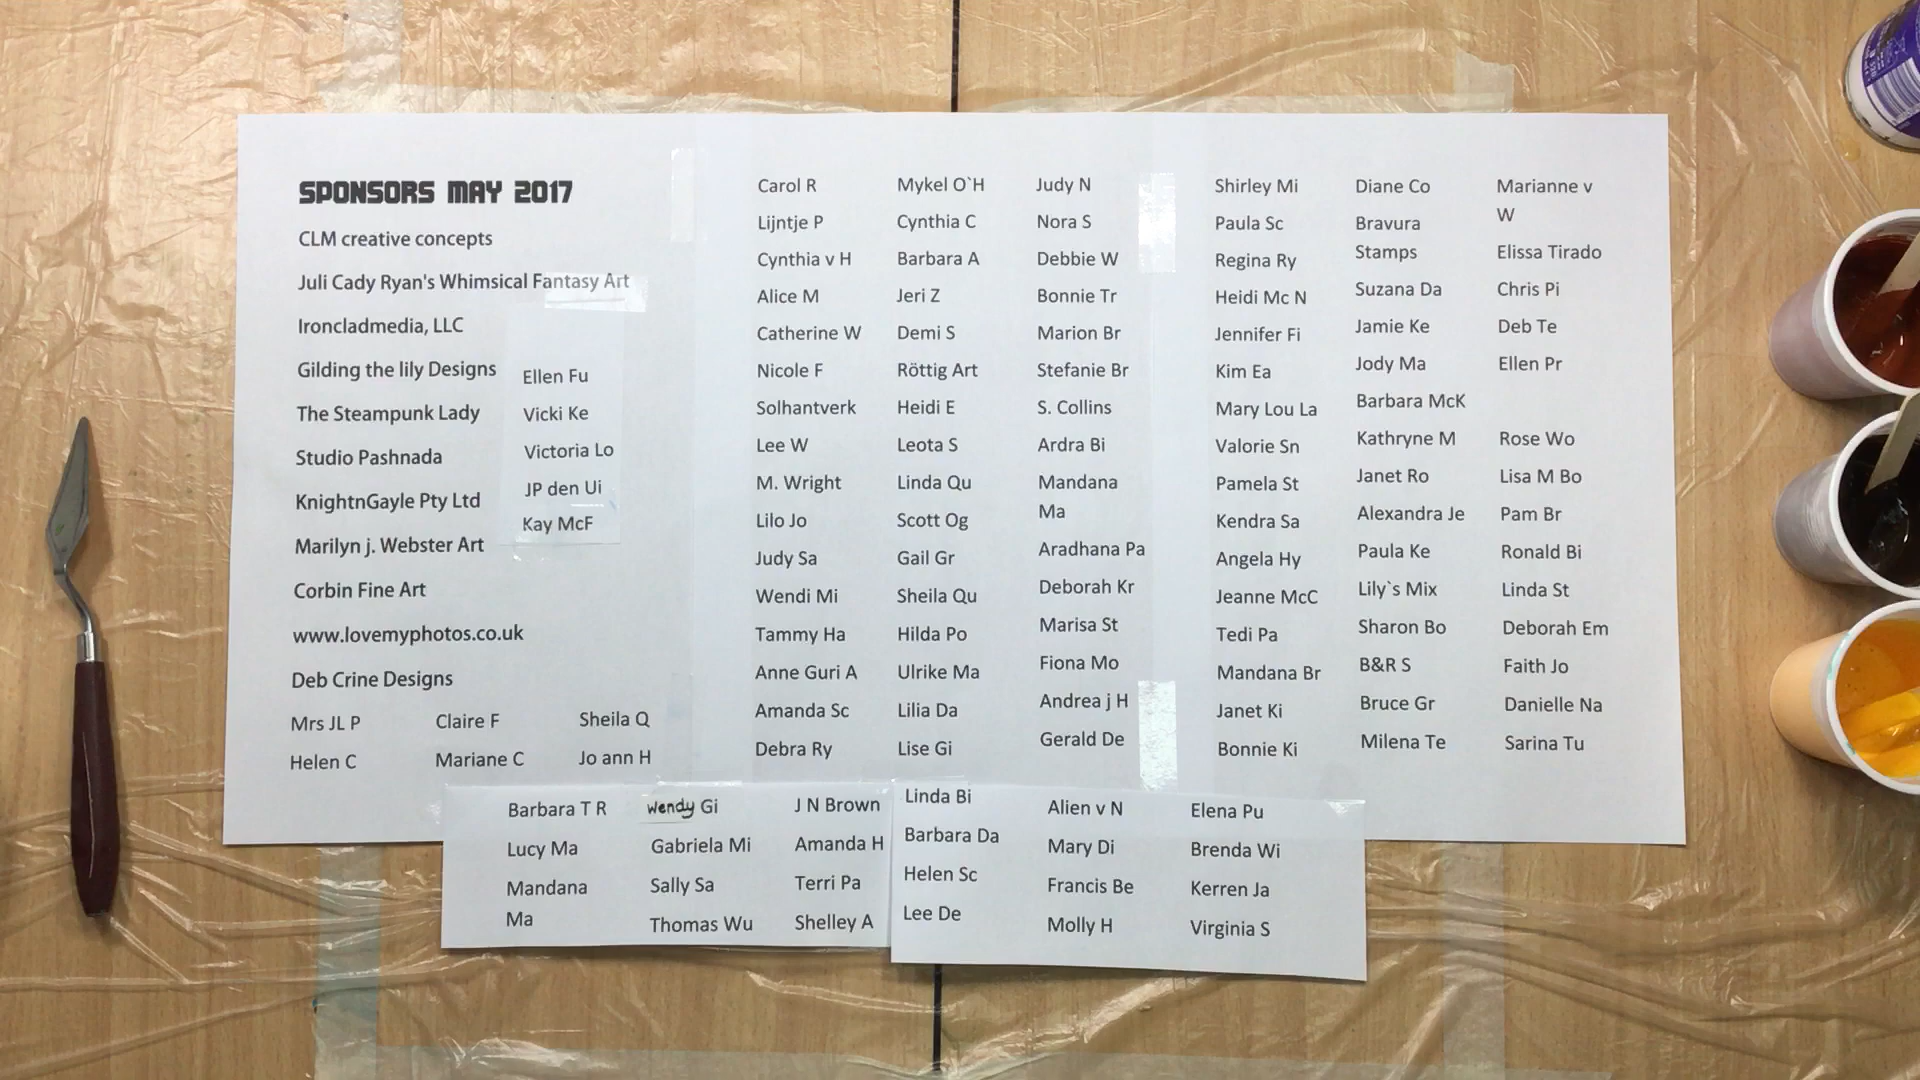 SPONSORS MAY 2017
CLM creative concepts
Juli Cady Ryan's Whimsical Fantasy Art
Ironcladmedia, LLC
Gilding the lily Designs
The Steampunk Lady
Studio Pashnada
KnightnGayle Pty Ltd
Marilyn j. Webster Art
Corbin Fine Art
www.lovemyphotos.co.uk
Deb Crine Designs
Ellen Fu
Vicki Ke
Victoria Lo
JP den Ui
Kay McF
Mrs JL P
Helen C
Claire F
Mariane C
Sheila Q
Jo ann H
Carol R
Lijntje P
Cynthia v H
Alice M
Catherine W
Nicole F
Solhantverk
Lee W
M. Wright
Lilo Jo
Judy Sa
Wendi Mi
Tammy Ha
Anne Guri A
Amanda Sc
Debra Ry
Mykel O`H
Cynthia C
Barbara A
Jeri Z
Demi S
Röttig Art
Heidi E
Leota S
Linda Qu
Scott Og
Gail Gr
Sheila Qu
Hilda Po
Ulrike Ma
Lilia Da
Lise Gi
Judy N
Nora S
Debbie W
Bonnie Tr
Marion Br
Stefanie Br
S. Collins
Ardra Bi
Mandana
Ma
Aradhana Pa
Deborah Kr
Marisa St
Fiona Mo
Andrea j H
Gerald De
Shirley Mi
Paula Sc
Regina Ry
Heidi Mc N
Jennifer Fi
Kim Ea
Mary Lou La
Valorie Sn
Pamela St
Kendra Sa
Angela Hy
Jeanne McC
Tedi Pa
Mandana Br
Janet Ki
Bonnie Ki
Diane Co
Bravura
Stamps
Suzana Da
Jamie Ke
Jody Ma
Barbara McK
Kathryne M
Janet Ro
Alexandra Je
Paula Ke
Lily`s Mix
Sharon Bo
B&R S
Bruce Gr
Milena Te
Marianne v
W
Elissa Tirado
Chris Pi
Deb Te
Ellen Pr
Rose Wo
Lisa M Bo
Pam Br
Ronald Bi
Linda St
Deborah Em
Faith Jo
Danielle Na
Sarina Tu
Barbara T R
Lucy Ma
Mandana
Ma
wendy Gi
Gabriela Mi
Sally Sa
Thomas Wu
J N Brown
Amanda H
Terri Pa
Shelley A
Linda Bi
Barbara Da
Helen Sc
Lee De
Alien v N
Mary Di
Francis Be
Molly H
Elena Pu
Brenda Wi
Kerren Ja
Virginia S